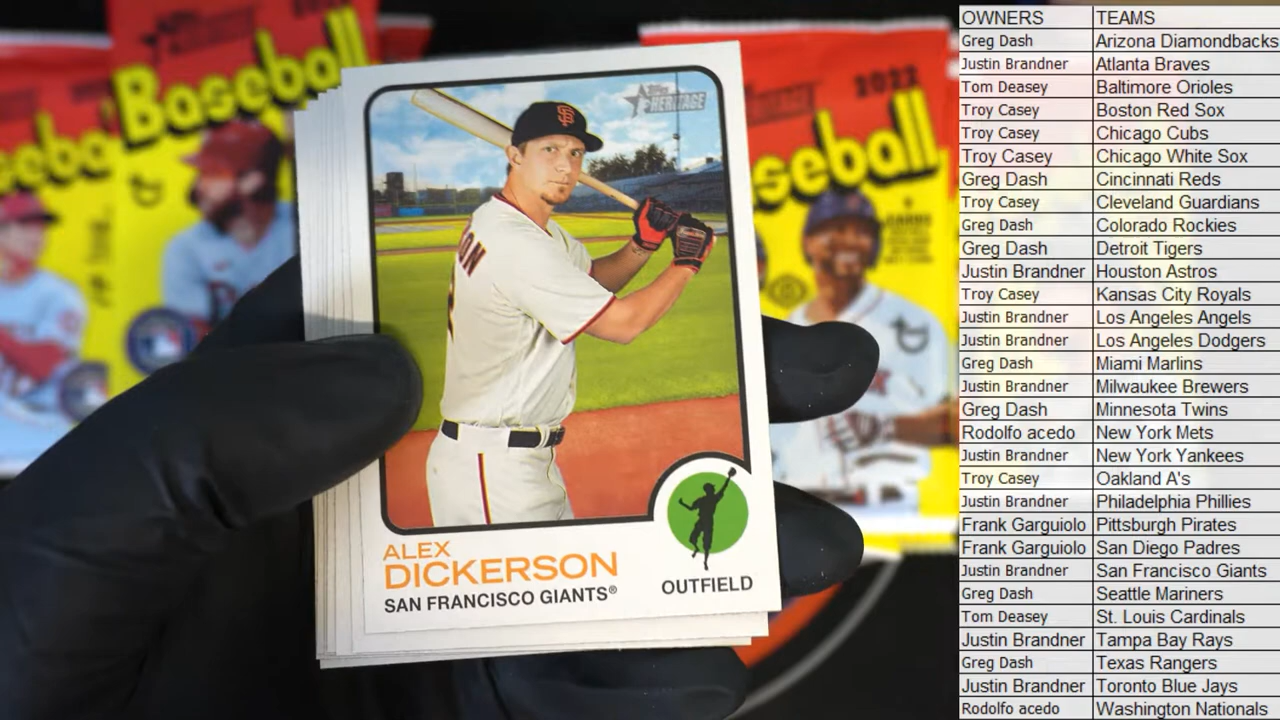 Baseball
2022
seball
Topps
HERITAGE
SF
ON
ALEX
DICKERSON
SAN FRANCISCO GIANTS®
OUTFIELD
OWNERS TEAMS
Greg Dash Arizona Diamondbacks
Justin Brandner Atlanta Braves
Tom Deasey Baltimore Orioles
Troy Casey Boston Red Sox
Troy Casey Chicago Cubs
Troy Casey Chicago White Sox
Greg Dash Cincinnati Reds
Troy Casey Cleveland Guardians
Greg Dash Colorado Rockies
Greg Dash Detroit Tigers
Justin Brandner Houston Astros
Troy Casey Kansas City Royals
Justin Brandner Los Angeles Angels
Justin Brandner Los Angeles Dodgers
Greg Dash Miami Marlins
Justin Brandner Milwaukee Brewers
Greg Dash Minnesota Twins
Rodolfo acedo New York Mets
Justin Brandner New York Yankees
Troy Casey Oakland A's
Justin Brandner Philadelphia Phillies
Frank Garguiolo Pittsburgh Pirates
Frank Garguiolo San Diego Padres
Justin Brandner San Francisco Giants
Greg Dash Seattle Mariners
Tom Deasey St. Louis Cardinals
Justin Brandner Tampa Bay Rays
Greg Dash Texas Rangers
Justin Brandner Toronto Blue Jays
Rodolfo acedo Washington Nationals